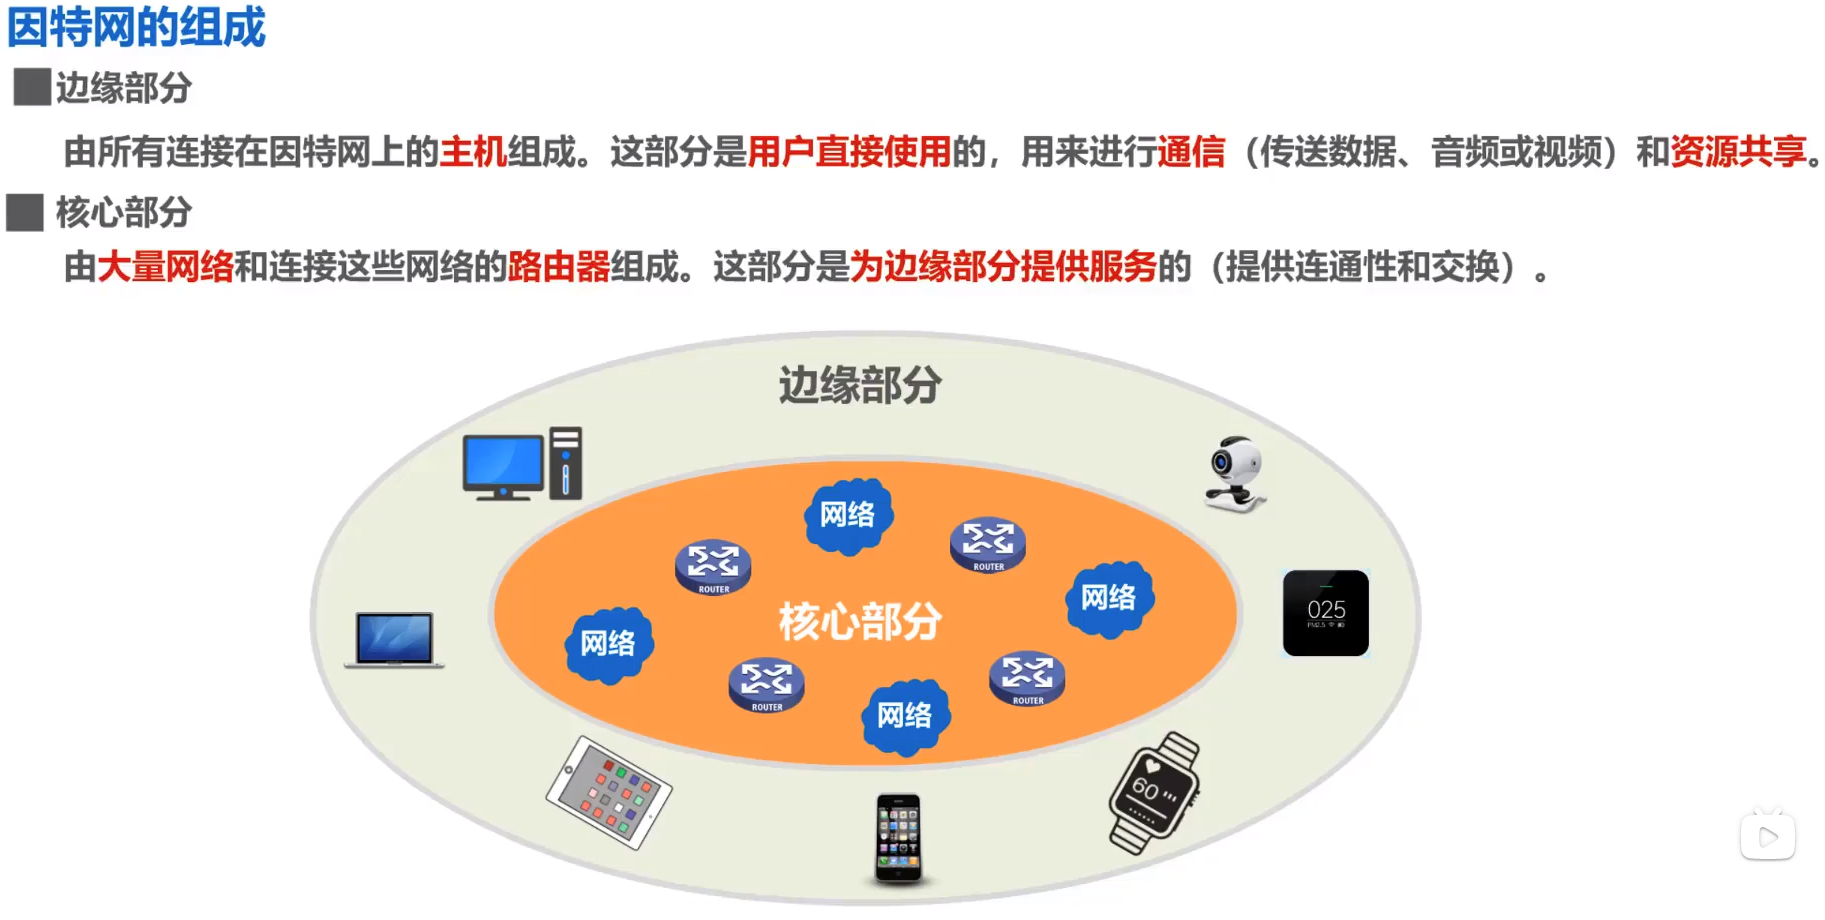 因特网的组成
边缘部分
由所有连接在因特网上的主机组成。这部分是用户直接使用的，用来进行通信（传送数据、音频或视频）和资源共享。
核心部分
由大量网络和连接这些网络的路由器组成。这部分是为边缘部分提供服务的（提供连通性和交换）。
边缘部分
网络
ROUTER
ROUTER
网络
核心部分
025
PM2.5
网络
ROUTER
ROUTER
网络
60